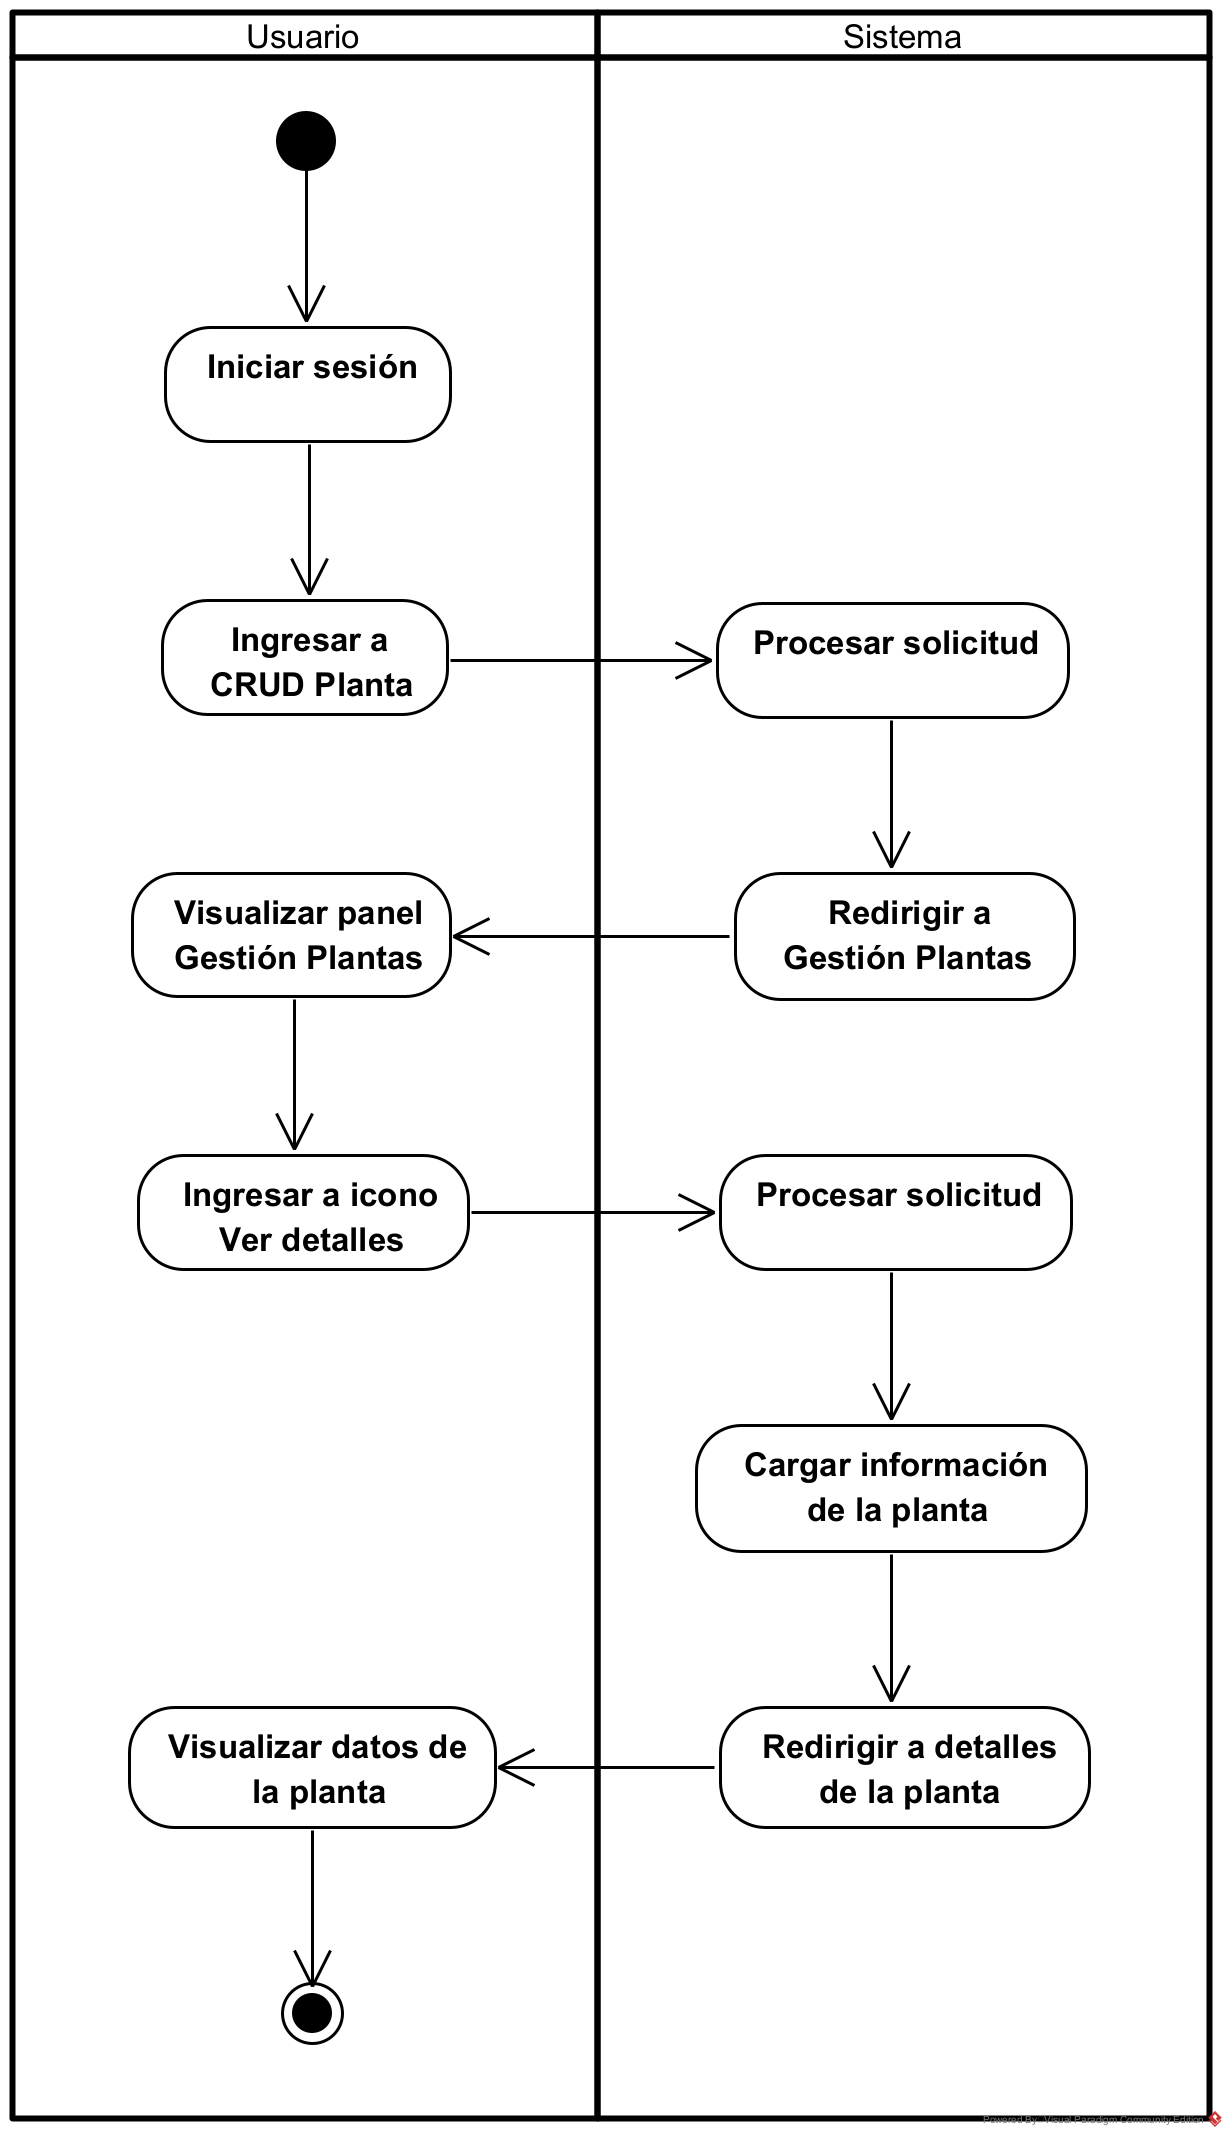 Usuario
Sistema
Iniciar sesión
Ingresar a
CRUD Planta
Procesar solicitud
Visualizar panel
Gestión Plantas
Redirigir a
Gestión Plantas
Ingresar a icono
Ver detalles
Procesar solicitud
Cargar información
de la planta
Visualizar datos de
la planta
Redirigir a detalles
de la planta
Powered By: Visual Paradigm Community Edition